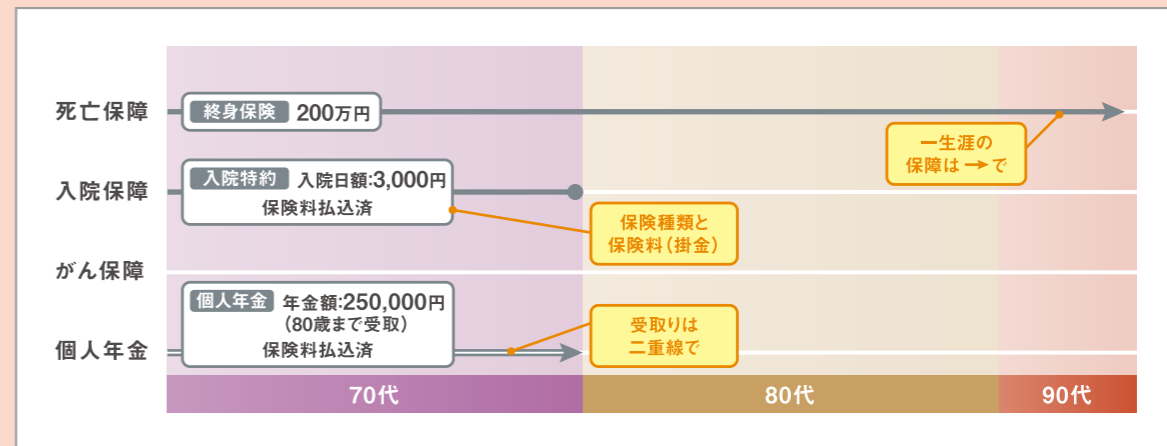 死亡保障
終身保険 200万円
一生涯の
保障は→で
入院保障
入院特約 入院日額:3,000円
保険料払込済
保険種類と
保険料(掛金)
がん保障
個人年金
個人年金 年金額:250,000円
(80歳まで受取)
保険料払込済
受取りは
二重線で
70代 80代 90代